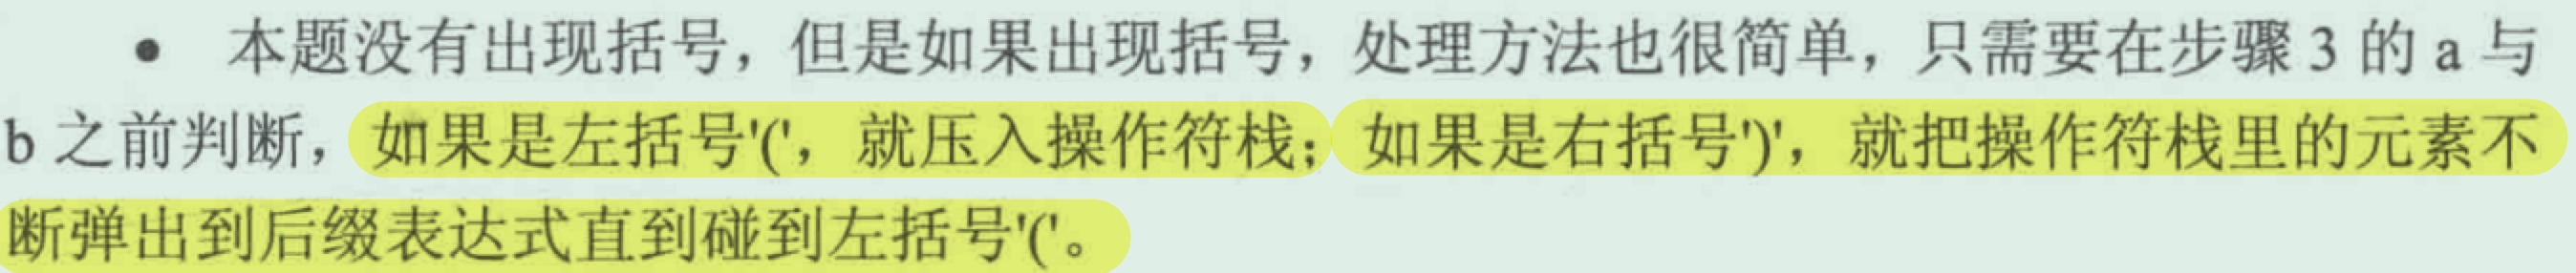 • 本题没有出现括号，但是如果出现括号，处理方法也很简单，只需要在步骤 3 的 a 与
b 之前判断，如果是左括号'('，就压入操作符栈；如果是右括号')'，就把操作符栈里的元素不
断弹出到后缀表达式直到碰到左括号'('。